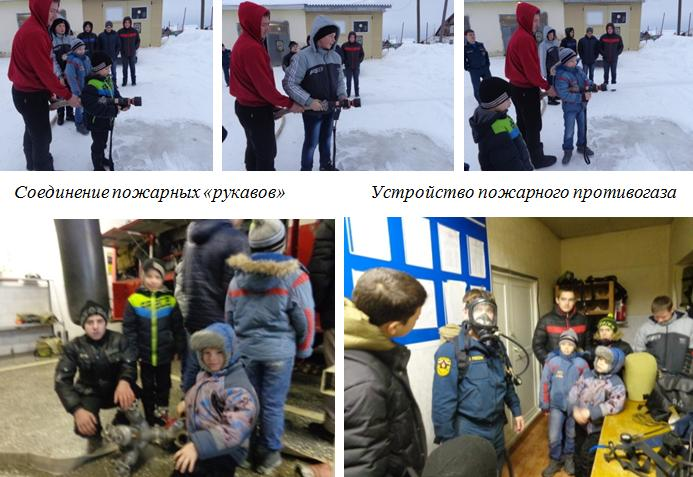 Соединение пожарных «рукавов»
Устройство пожарного противогаза